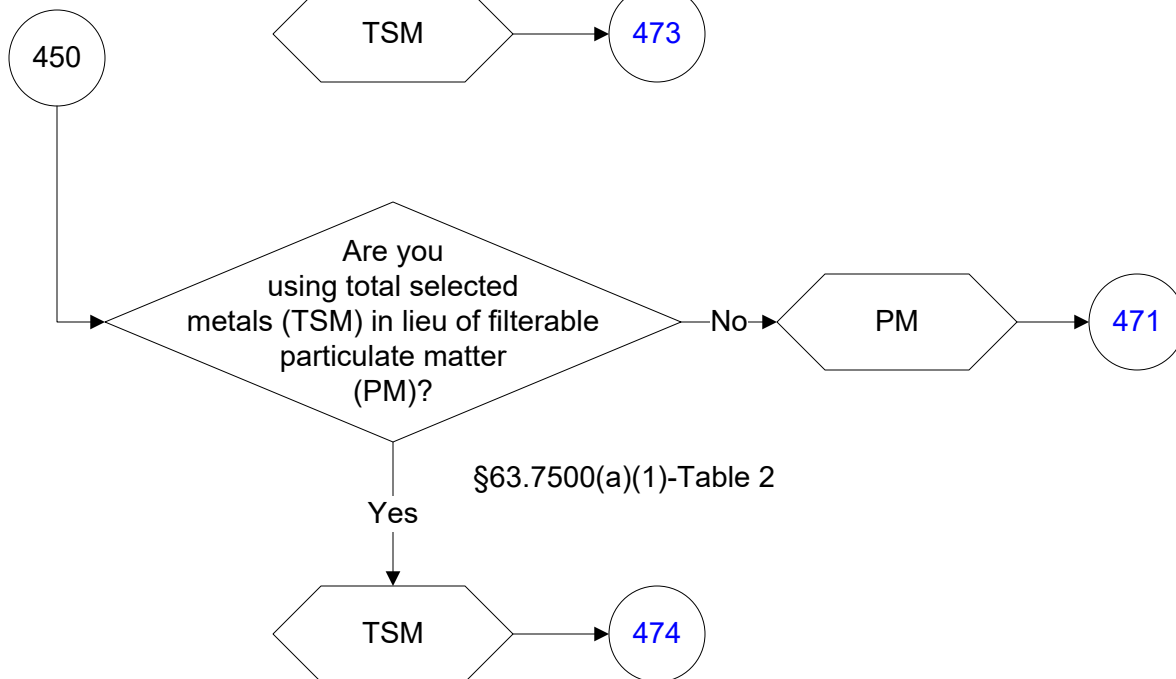 TSM
473
450
Are you
using total selected
metals (TSM) in lieu of filterable
particulate matter
(PM)?
No
PM
471
§63.7500(a)(1)-Table 2
Yes
TSM
474